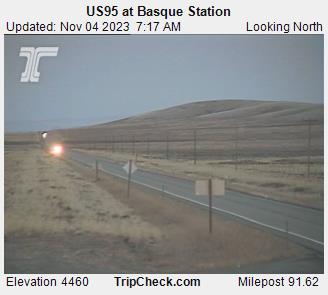 US95 at Basque Station
Updated: Nov 04 2023 7:17 AM Looking North
Elevation 4460 TripCheck.com Milepost 91.62